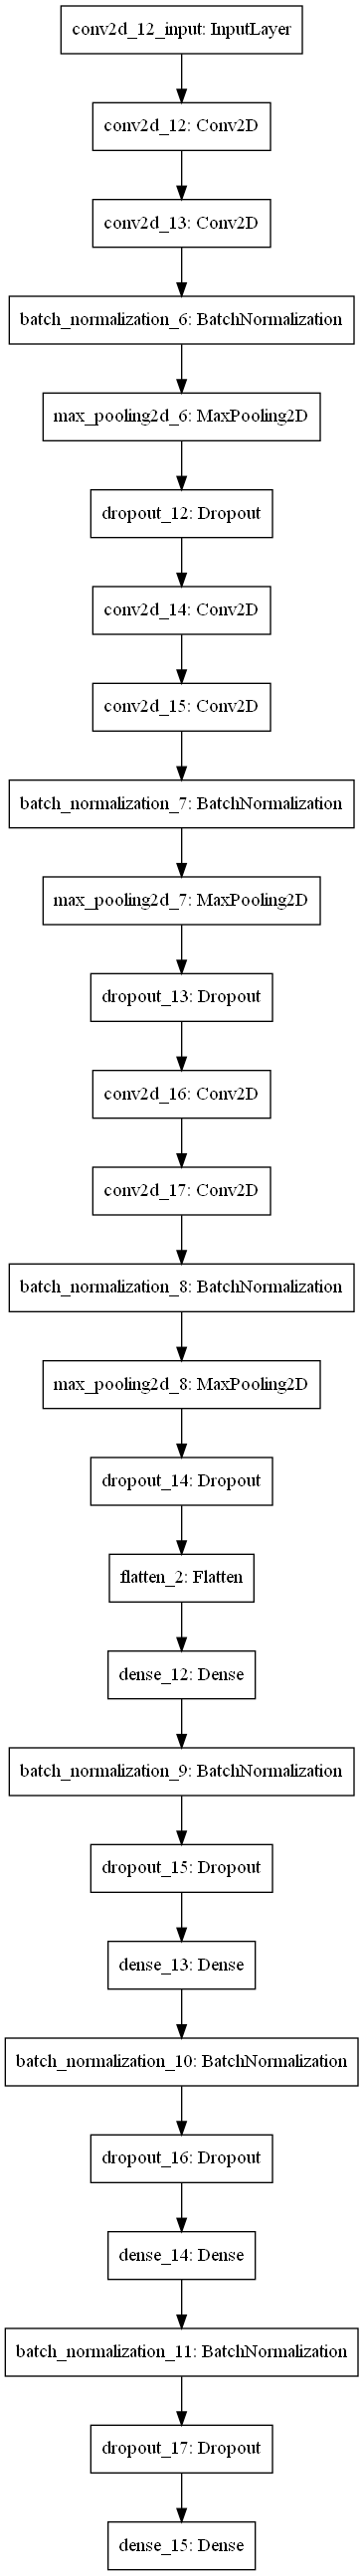 conv2d_12_input: InputLayer
conv2d_12: Conv2D
conv2d_13: Conv2D
batch_normalization_6: BatchNormalization
max_pooling2d_6: MaxPooling2D
dropout_12: Dropout
conv2d_14: Conv2D
conv2d_15: Conv2D
batch_normalization_7: BatchNormalization
max_pooling2d_7: MaxPooling2D
dropout_13: Dropout
conv2d_16: Conv2D
conv2d_17: Conv2D
batch_normalization_8: BatchNormalization
max_pooling2d_8: MaxPooling2D
dropout_14: Dropout
flatten_2: Flatten
dense_12: Dense
batch_normalization_9: BatchNormalization
dropout_15: Dropout
dense_13: Dense
batch_normalization_10: BatchNormalization
dropout_16: Dropout
dense_14: Dense
batch_normalization_11: BatchNormalization
dropout_17: Dropout
dense_15: Dense